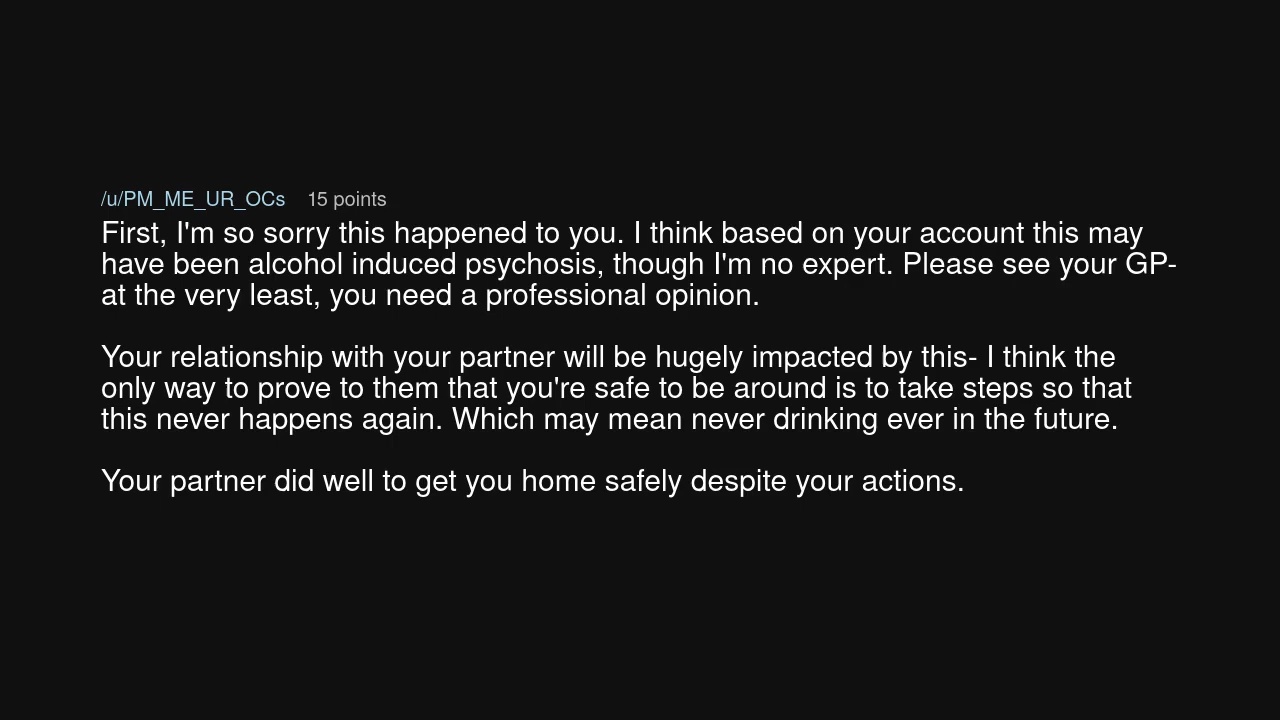 /u/PM_ME_UR_OCs 15 points
First, I'm so sorry this happened to you. I think based on your account this may
have been alcohol induced psychosis, though I'm no expert. Please see your GP-
at the very least, you need a professional opinion.
Your relationship with your partner will be hugely impacted by this- I think the
only way to prove to them that you're safe to be around is to take steps so that
this never happens again. Which may mean never drinking ever in the future.
Your partner did well to get you home safely despite your actions.